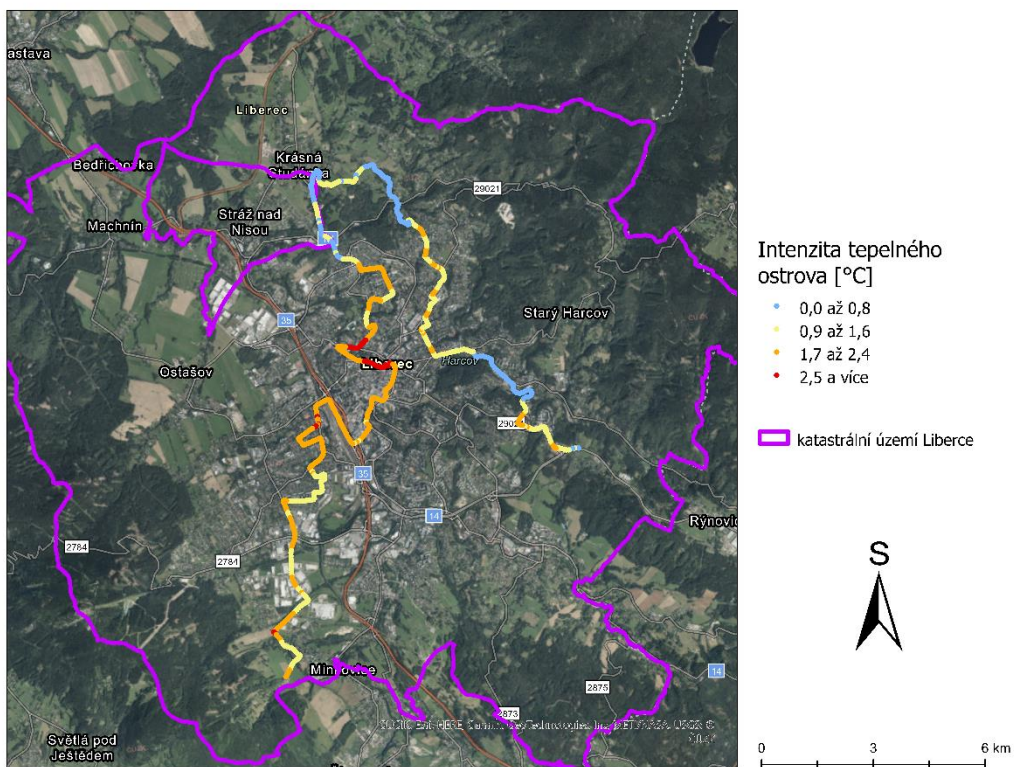 astava
Liberec
Bedřichovka
Krásná
Studánka
29021
Stráž nad
Nisou
Machnín
35
Starý Harcov
Liberec
Harcov
Ostašov
35
14
Rýnovic
2784
2784
Minkovice
14
2875
2873
Světlá pod
Ještědem
Intenzita tepelného
ostrova [°C]
0,0 až 0,8
0,9 až 1,6
1,7 až 2,4
2,5 a více
katastrální území Liberce
S
0 3 6 km